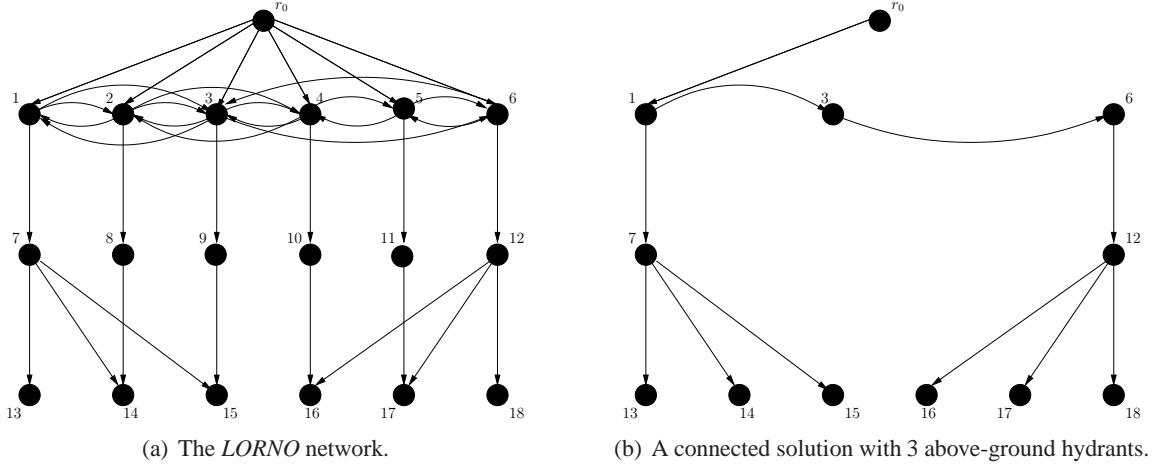 r₀ r₀
1 2 3 4 5 6 1 3 6
7 8 9 10 11 12 7 12
13 14 15 16 17 18 13 14 15 16 17 18
(a) The LORNO network. (b) A connected solution with 3 above-ground hydrants.